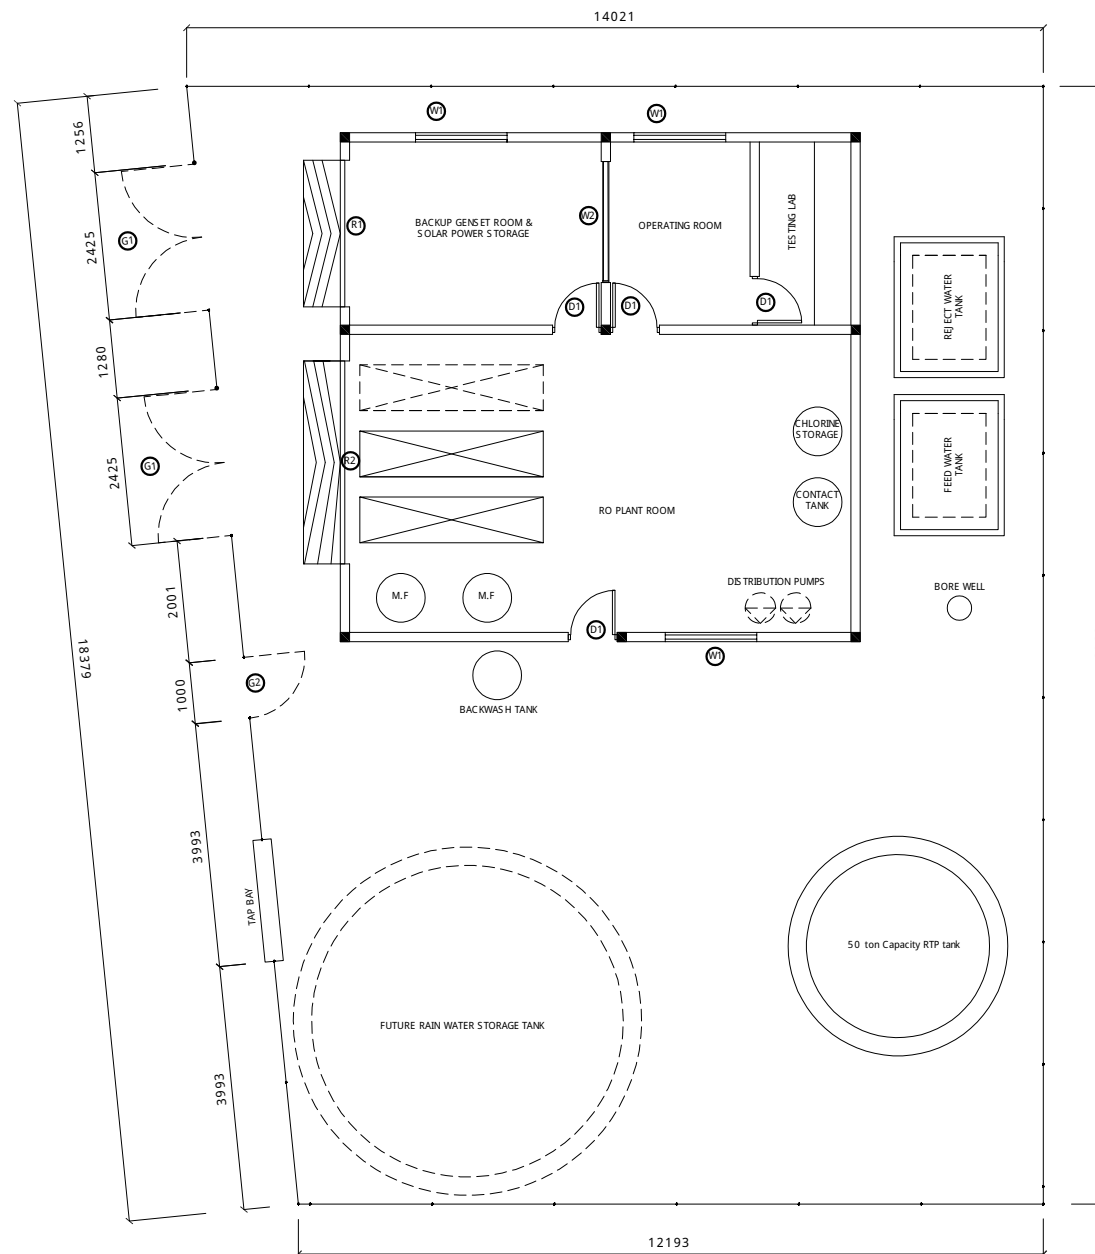 14021
1256
W1
W1
R1
BACKUP GENSET ROOM &
SOLAR POWER STORAGE
W2
OPERATING ROOM
TESTING LAB
G1
2425
D1
D1
D1
REJECT WATER
TANK
1280
CHLORINE
STORAGE
G1
2425
R2
FEED WATER
TANK
CONTACT
TANK
RO PLANT ROOM
DISTRIBUTION PUMPS
BORE WELL
M.F
M.F
2001
D1
W1
18379
G2
1000
BACKWASH TANK
3993
TAP BAY
50 ton Capacity RTP tank
FUTURE RAIN WATER STORAGE TANK
3993
12193